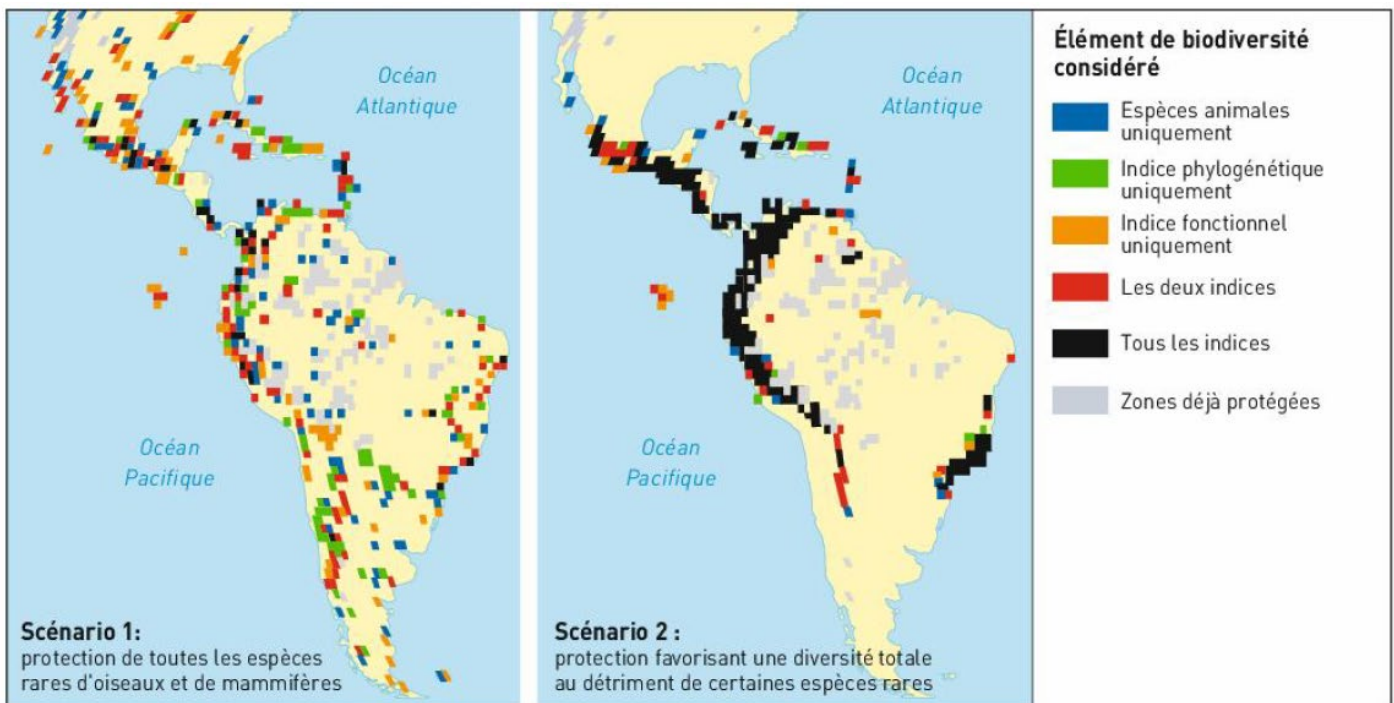 Océan
Atlantique
Océan
Pacifique
Scénario 1:
protection de toutes les espèces
rares d'oiseaux et de mammifères
Océan
Atlantique
Océan
Pacifique
Scénario 2 :
protection favorisant une diversité totale
au détriment de certaines espèces rares
Élément de biodiversité
considéré
Espèces animales
uniquement
Indice phylogénétique
uniquement
Indice fonctionnel
uniquement
Les deux indices
Tous les indices
Zones déjà protégées